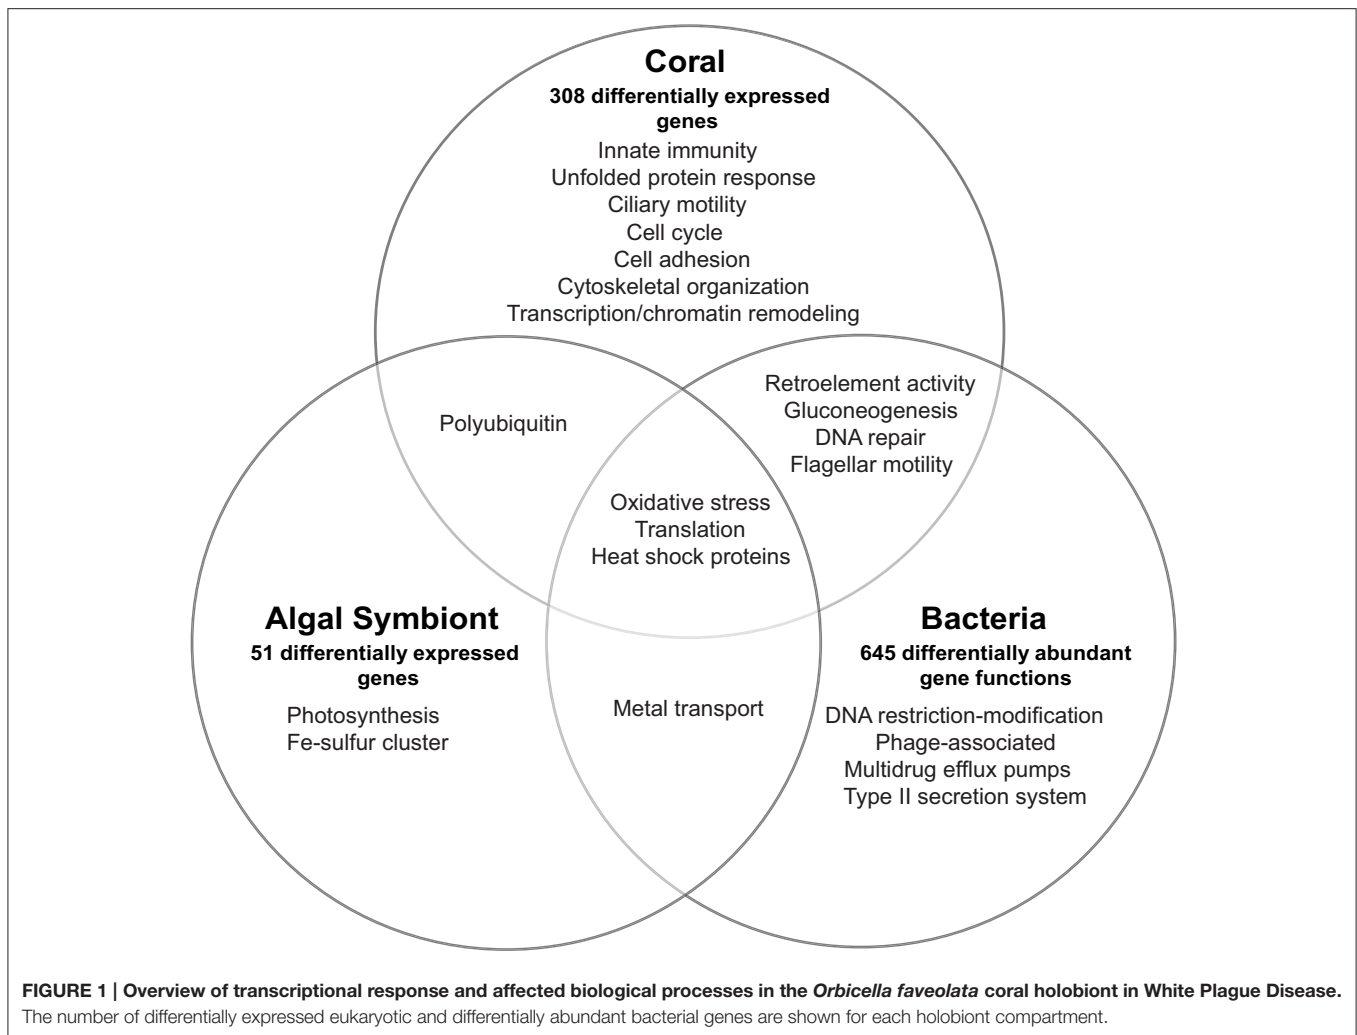 Coral
308 differentially expressed
genes
Innate immunity
Unfolded protein response
Ciliary motility
Cell cycle
Cell adhesion
Cytoskeletal organization
Transcription/chromatin remodeling
Polyubiquitin
Retroelement activity
Gluconeogenesis
DNA repair
Flagellar motility
Oxidative stress
Translation
Heat shock proteins
Algal Symbiont
51 differentially expressed
genes
Photosynthesis
Fe-sulfur cluster
Metal transport
Bacteria
645 differentially abundant
gene functions
DNA restriction-modification
Phage-associated
Multidrug efflux pumps
Type II secretion system
FIGURE 1 | Overview of transcriptional response and affected biological processes in the Orbicella faveolata coral holobiont in White Plague Disease.
The number of differentially expressed eukaryotic and differentially abundant bacterial genes are shown for each holobiont compartment.